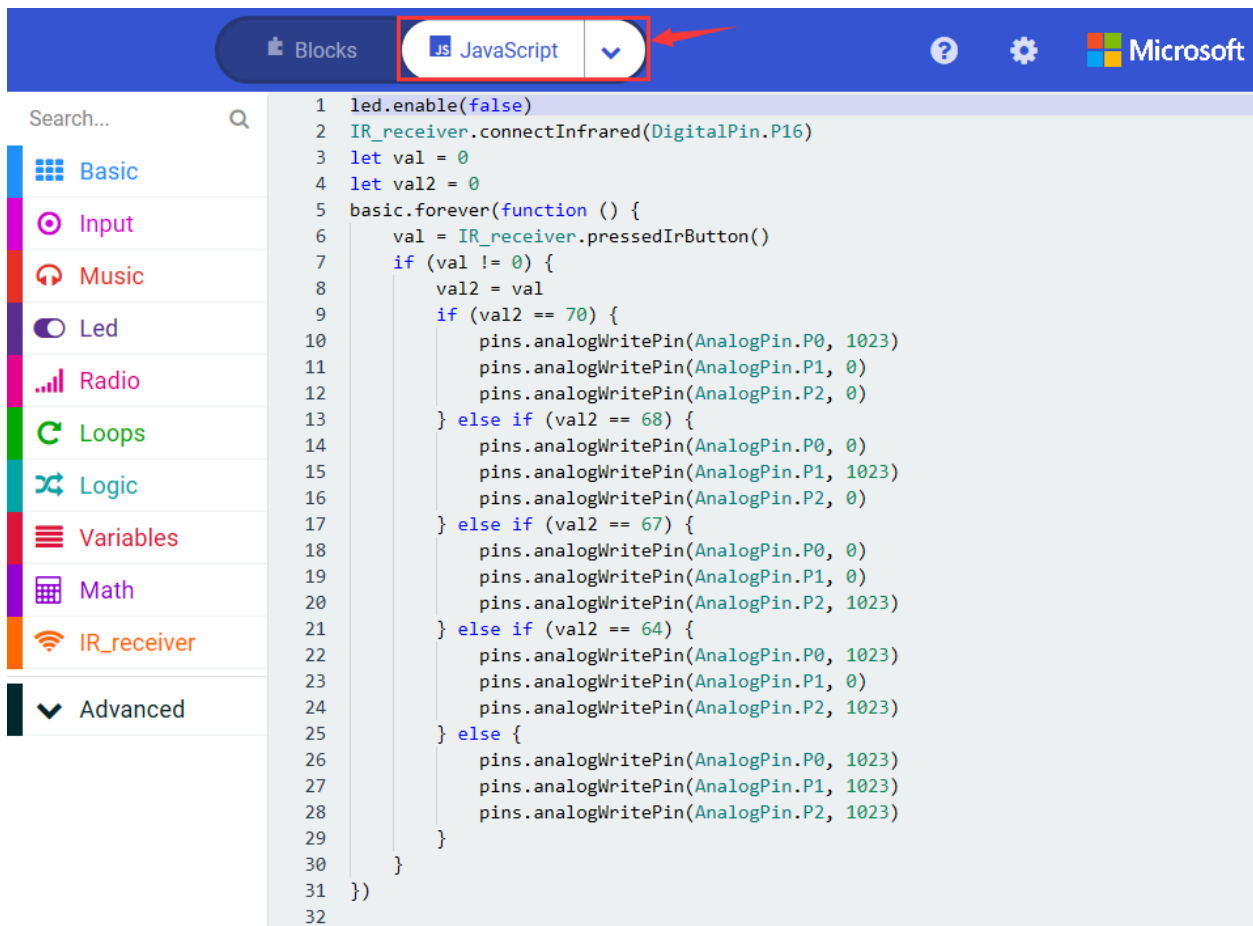 Blocks
JS JavaScript
Microsoft
Search...
Basic
Input
Music
Led
Radio
Loops
Logic
Variables
Math
IR_receiver
Advanced
1 led.enable(false)
2 IR_receiver.connectInfrared(DigitalPin.P16)
3 let val = 0
4 let val2 = 0
5 basic.forever(function () {
6     val = IR_receiver.pressedIrButton()
7     if (val != 0) {
8         val2 = val
9         if (val2 == 70) {
10             pins.analogWritePin(AnalogPin.P0, 1023)
11             pins.analogWritePin(AnalogPin.P1, 0)
12             pins.analogWritePin(AnalogPin.P2, 0)
13         } else if (val2 == 68) {
14             pins.analogWritePin(AnalogPin.P0, 0)
15             pins.analogWritePin(AnalogPin.P1, 1023)
16             pins.analogWritePin(AnalogPin.P2, 0)
17         } else if (val2 == 67) {
18             pins.analogWritePin(AnalogPin.P0, 0)
19             pins.analogWritePin(AnalogPin.P1, 0)
20             pins.analogWritePin(AnalogPin.P2, 1023)
21         } else if (val2 == 64) {
22             pins.analogWritePin(AnalogPin.P0, 1023)
23             pins.analogWritePin(AnalogPin.P1, 0)
24             pins.analogWritePin(AnalogPin.P2, 1023)
25         } else {
26             pins.analogWritePin(AnalogPin.P0, 1023)
27             pins.analogWritePin(AnalogPin.P1, 1023)
28             pins.analogWritePin(AnalogPin.P2, 1023)
29         }
30     }
31 })
32